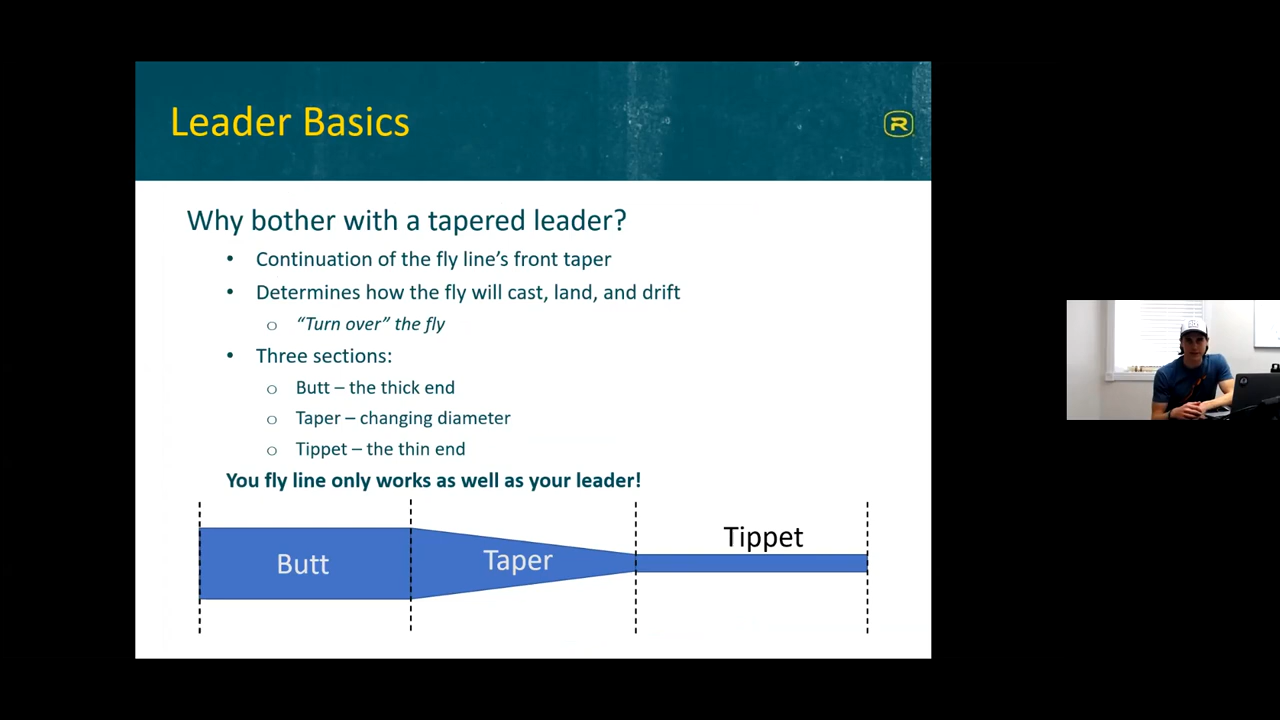 Leader Basics
R
Why bother with a tapered leader?
• Continuation of the fly line’s front taper
• Determines how the fly will cast, land, and drift
o “Turn over” the fly
• Three sections:
o Butt – the thick end
o Taper – changing diameter
o Tippet – the thin end
You fly line only works as well as your leader!
Butt
Taper
Tippet